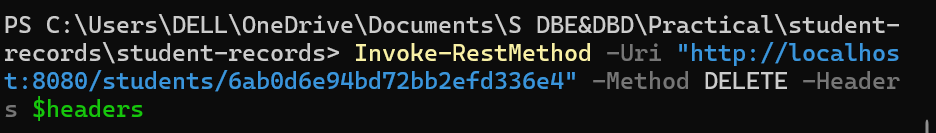 PS C:\Users\DELL\OneDrive\Documents\S DBE&DBD\Practical\student-
records\student-records> Invoke-RestMethod -Uri "http://localhos
t:8080/students/6ab0d6e94bd72bb2efd336e4" -Method DELETE -Header
s $headers